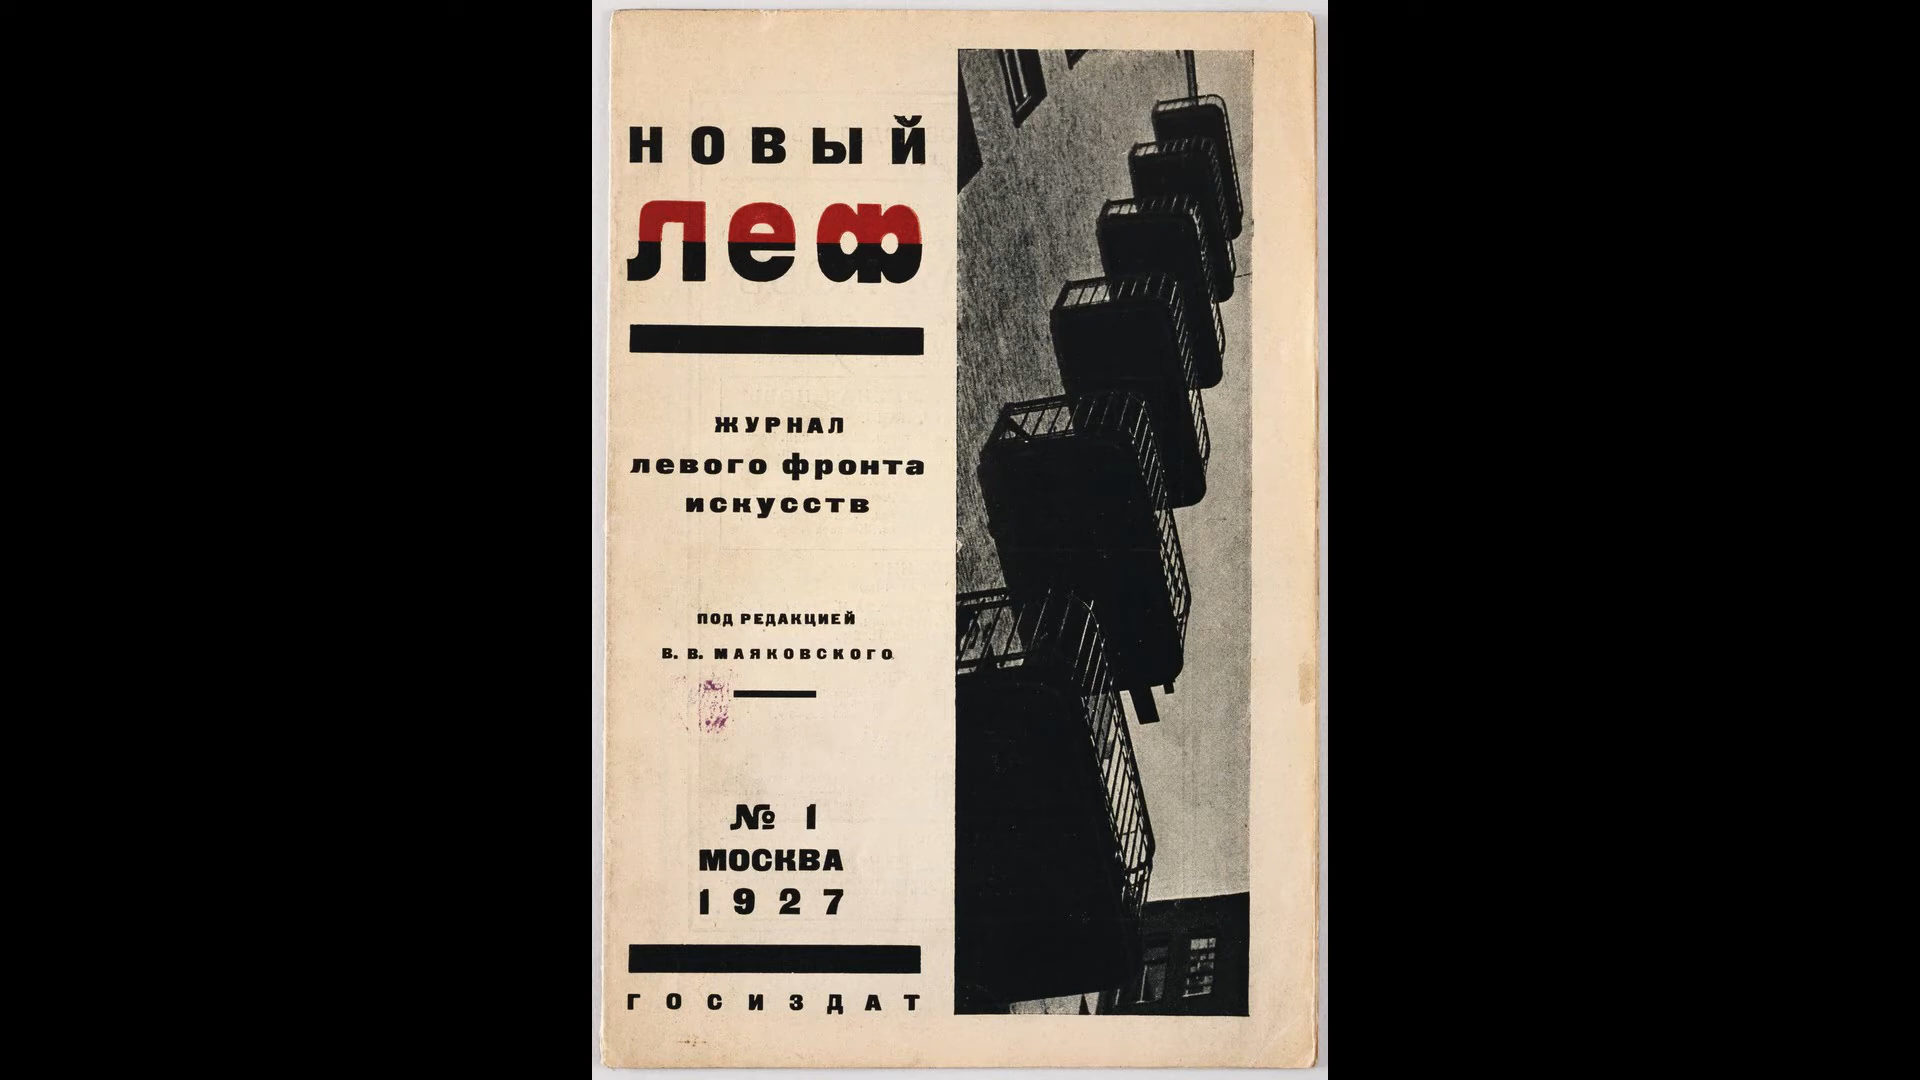 НОВЫЙ
леф
ЖУРНАЛ
левого фронта
искусств
ПОД РЕДАКЦИЕЙ
В. В. МАЯКОВСКОГО
№ 1
МОСКВА
1927
ГОСИЗДАТ